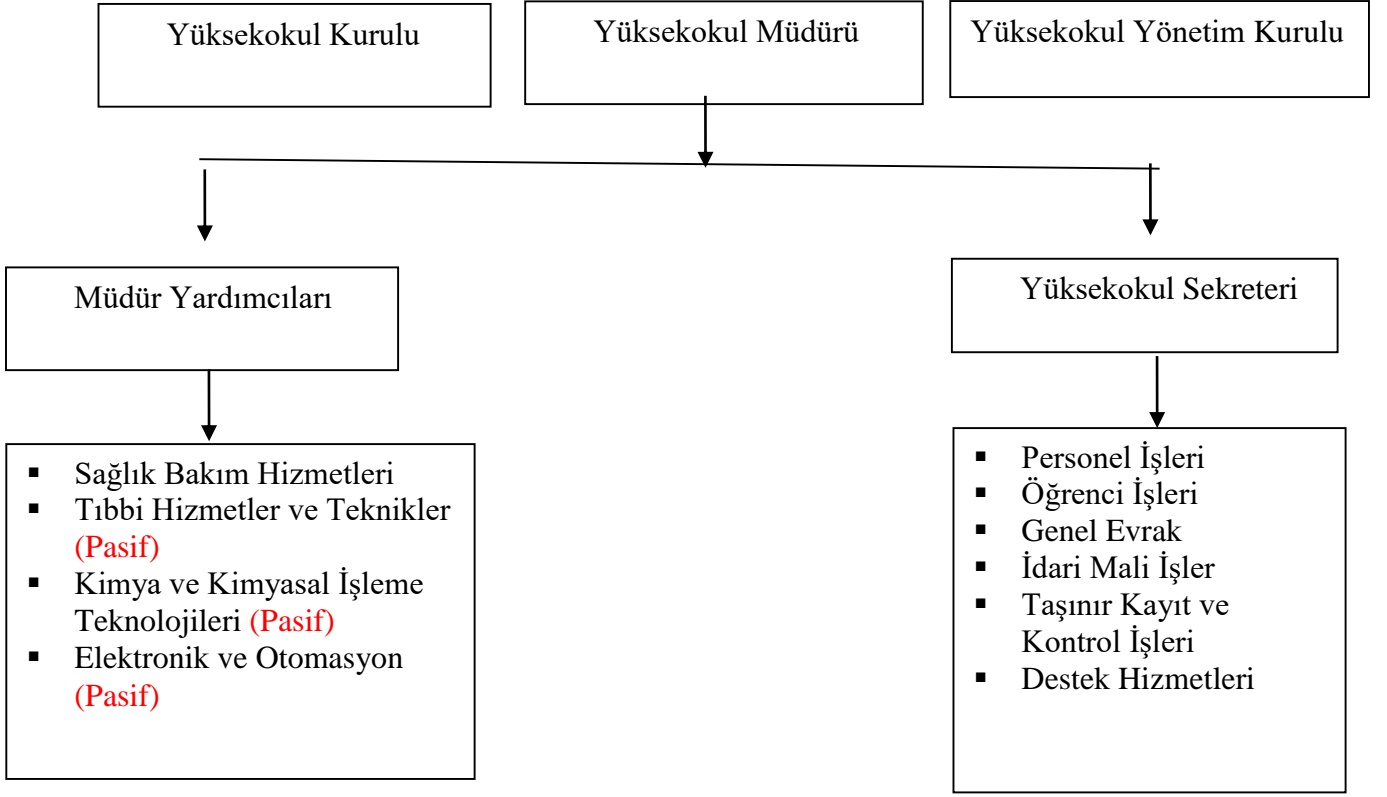 Yüksekokul Kurulu
Yüksekokul Müdürü
Yüksekokul Yönetim Kurulu
Müdür Yardımcıları
Yüksekokul Sekreteri
▪ Sağlık Bakım Hizmetleri
▪ Tıbbi Hizmetler ve Teknikler
(Pasif)
▪ Kimya ve Kimyasal İşleme
Teknolojileri (Pasif)
▪ Elektronik ve Otomasyon
(Pasif)
▪ Personel İşleri
▪ Öğrenci İşleri
▪ Genel Evrak
▪ İdari Mali İşler
▪ Taşınır Kayıt ve
Kontrol İşleri
▪ Destek Hizmetleri